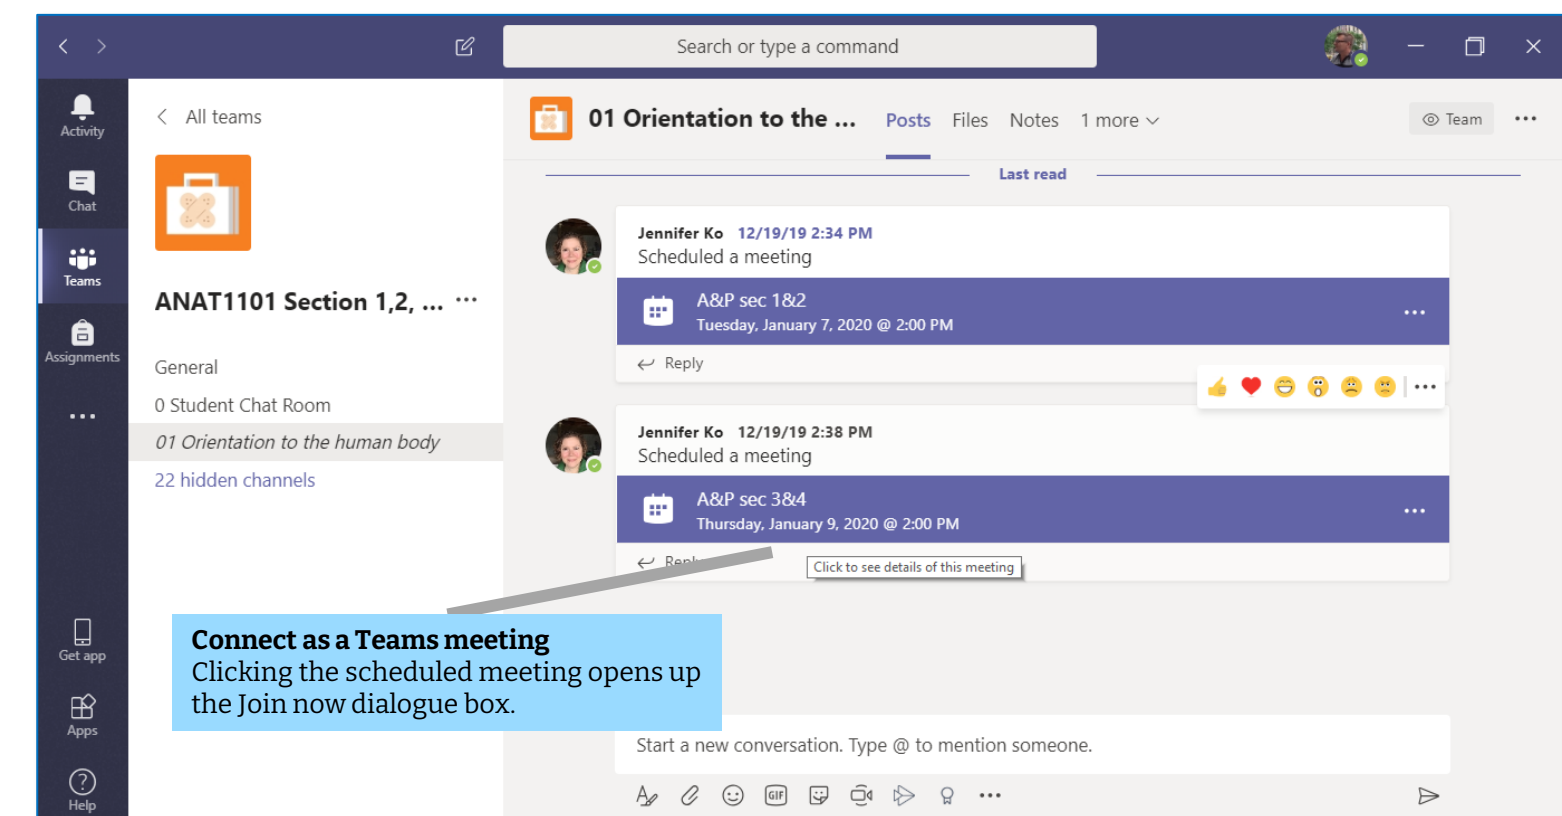 Search or type a command
Activity
Chat
Teams
Assignments
Get app
Apps
Help
All teams
ANAT1101 Section 1,2, ... ···
General
0 Student Chat Room
01 Orientation to the human body
22 hidden channels
01 Orientation to the ... Posts Files Notes 1 more
Team
Last read
Jennifer Ko 12/19/19 2:34 PM
Scheduled a meeting
A&P sec 1&2
Tuesday, January 7, 2020 @ 2:00 PM
Reply
Jennifer Ko 12/19/19 2:38 PM
Scheduled a meeting
A&P sec 3&4
Thursday, January 9, 2020 @ 2:00 PM
Reply
Click to see details of this meeting
Connect as a Teams meeting
Clicking the scheduled meeting opens up
the Join now dialogue box.
Start a new conversation. Type @ to mention someone.
GIF